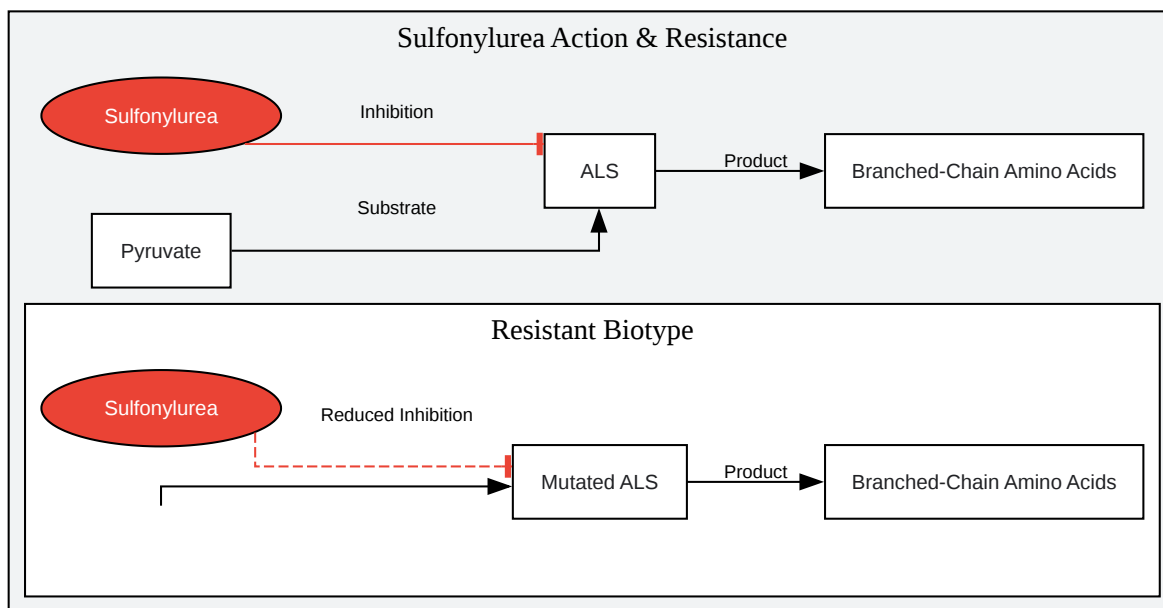 Sulfonylurea Action & Resistance
Sulfonylurea
Inhibition
ALS
Product
Branched-Chain Amino Acids
Substrate
Pyruvate
Resistant Biotype
Sulfonylurea
Reduced Inhibition
Mutated ALS
Product
Branched-Chain Amino Acids